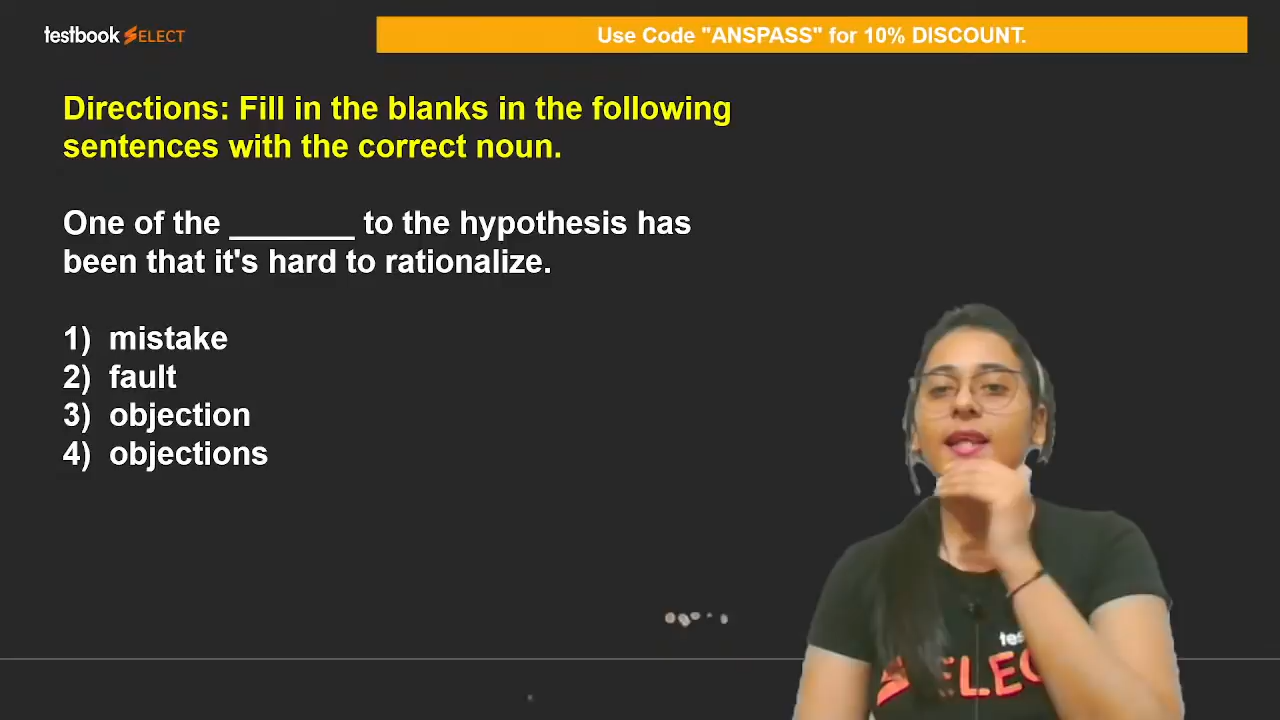 testbook SELECT
Use Code "ANSPASS" for 10% DISCOUNT.
Directions: Fill in the blanks in the following
sentences with the correct noun.
One of the _______ to the hypothesis has
been that it's hard to rationalize.
1) mistake
2) fault
3) objection
4) objections